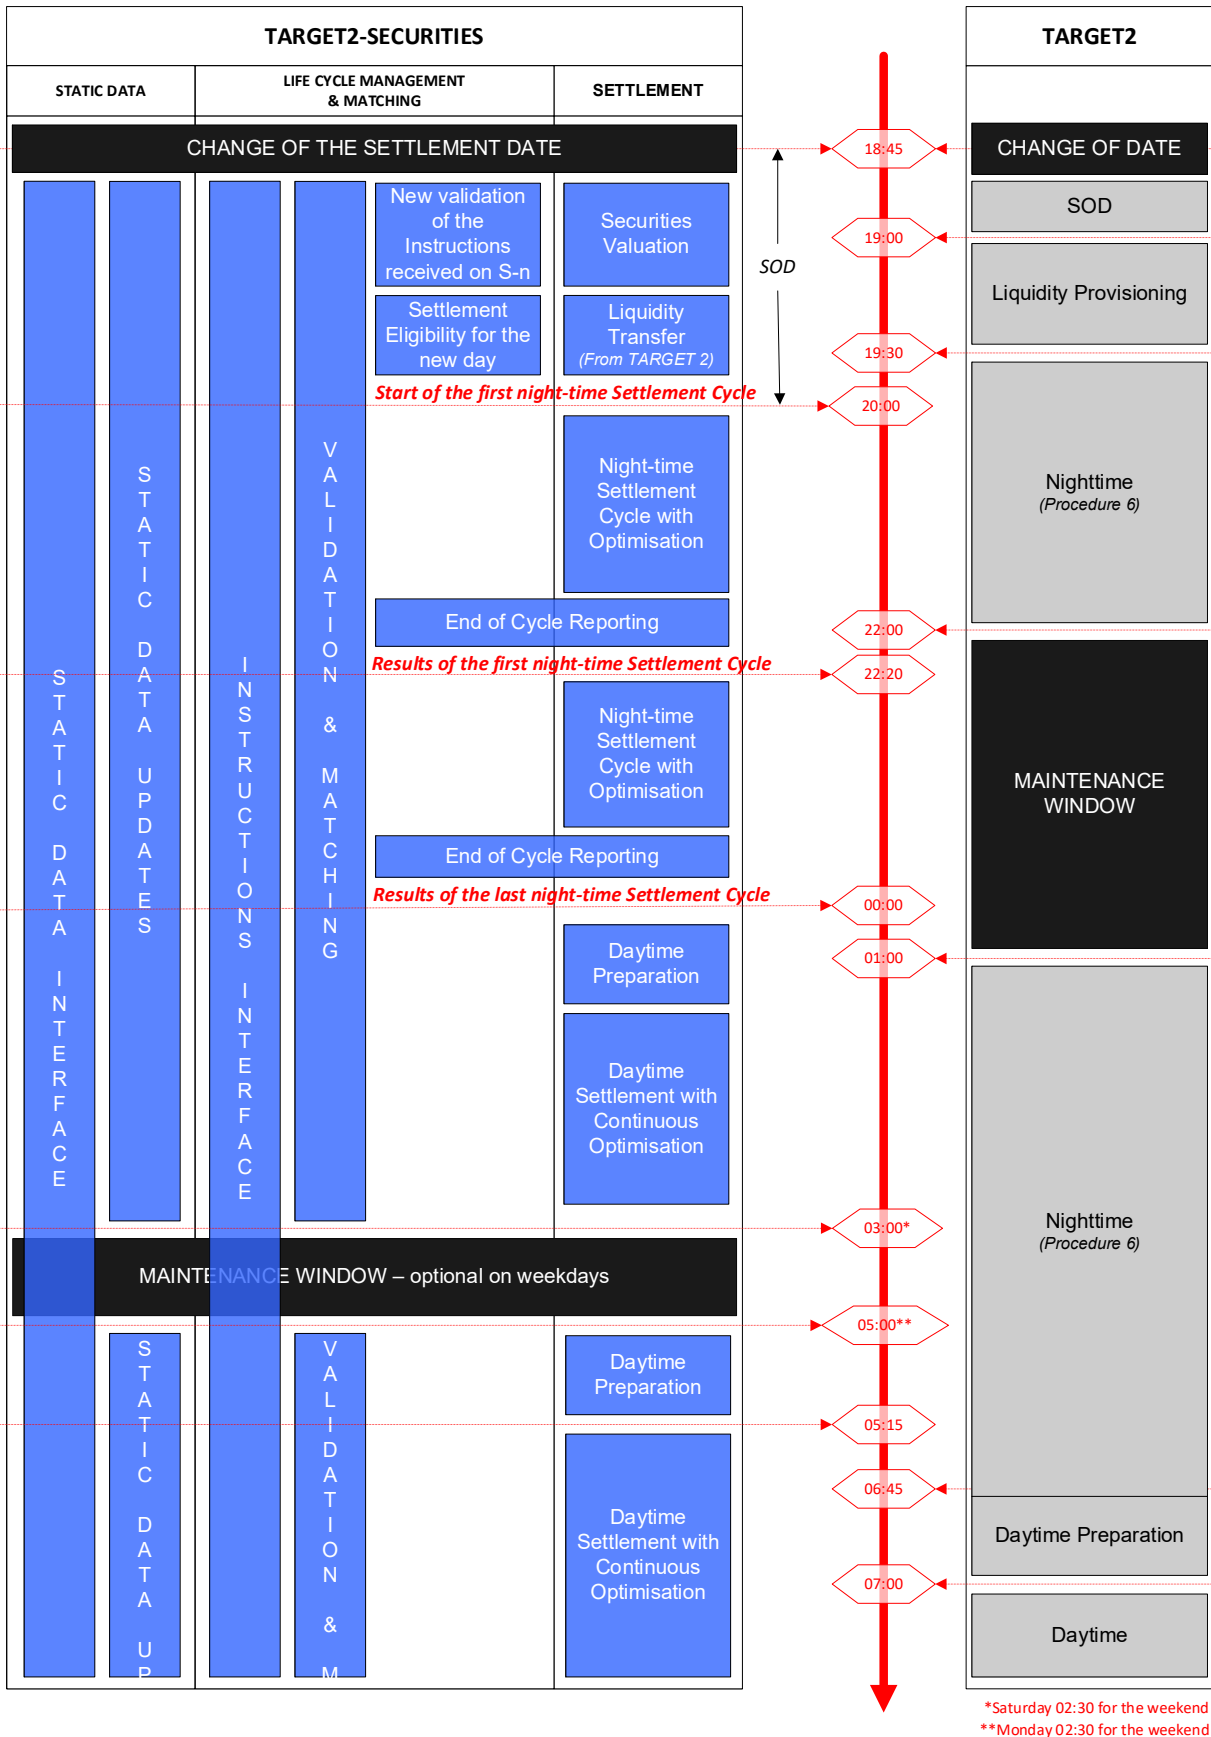 TARGET2-SECURITIES
TARGET2
STATIC DATA
LIFE CYCLE MANAGEMENT
& MATCHING
SETTLEMENT
CHANGE OF THE SETTLEMENT DATE
18:45
CHANGE OF DATE
New validation
of the
Instructions
received on S-n
Securities
Valuation
SOD
SOD
19:00
Liquidity Provisioning
Settlement
Eligibility for the
new day
Liquidity
Transfer
(From TARGET 2)
19:30
Start of the first night-time Settlement Cycle
20:00
Night-time
Settlement
Cycle with
Optimisation
Nighttime
(Procedure 6)
End of Cycle Reporting
22:00
Results of the first night-time Settlement Cycle
22:20
Night-time
Settlement
Cycle with
Optimisation
MAINTENANCE
WINDOW
End of Cycle Reporting
Results of the last night-time Settlement Cycle
00:00
01:00
Daytime
Preparation
Daytime
Settlement with
Continuous
Optimisation
STATIC DATA INTERFACE
STATIC DATA UPDATES
INSTRUCTIONS INTERFACE
VALIDATION & MATCHING
Nighttime
(Procedure 6)
03:00*
MAINTENANCE WINDOW – optional on weekdays
05:00**
STATIC DATA UP
VALIDATION & M
Daytime
Preparation
05:15
06:45
Daytime
Settlement with
Continuous
Optimisation
Daytime Preparation
07:00
Daytime
*Saturday 02:30 for the weekend
**Monday 02:30 for the weekend